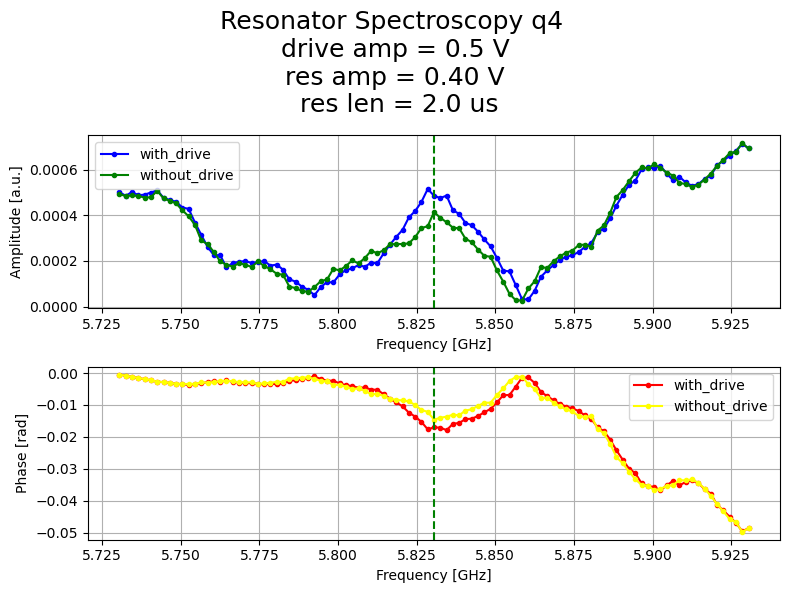 Resonator Spectroscopy q4
drive amp = 0.5 V
res amp = 0.40 V
res len = 2.0 us
Amplitude [a.u.]
0.0006
0.0004
0.0002
0.0000
with_drive
without_drive
5.725 5.750 5.775 5.800 5.825 5.850 5.875 5.900 5.925
Frequency [GHz]
Phase [rad]
0.00
−0.01
−0.02
−0.03
−0.04
−0.05
with_drive
without_drive
5.725 5.750 5.775 5.800 5.825 5.850 5.875 5.900 5.925
Frequency [GHz]